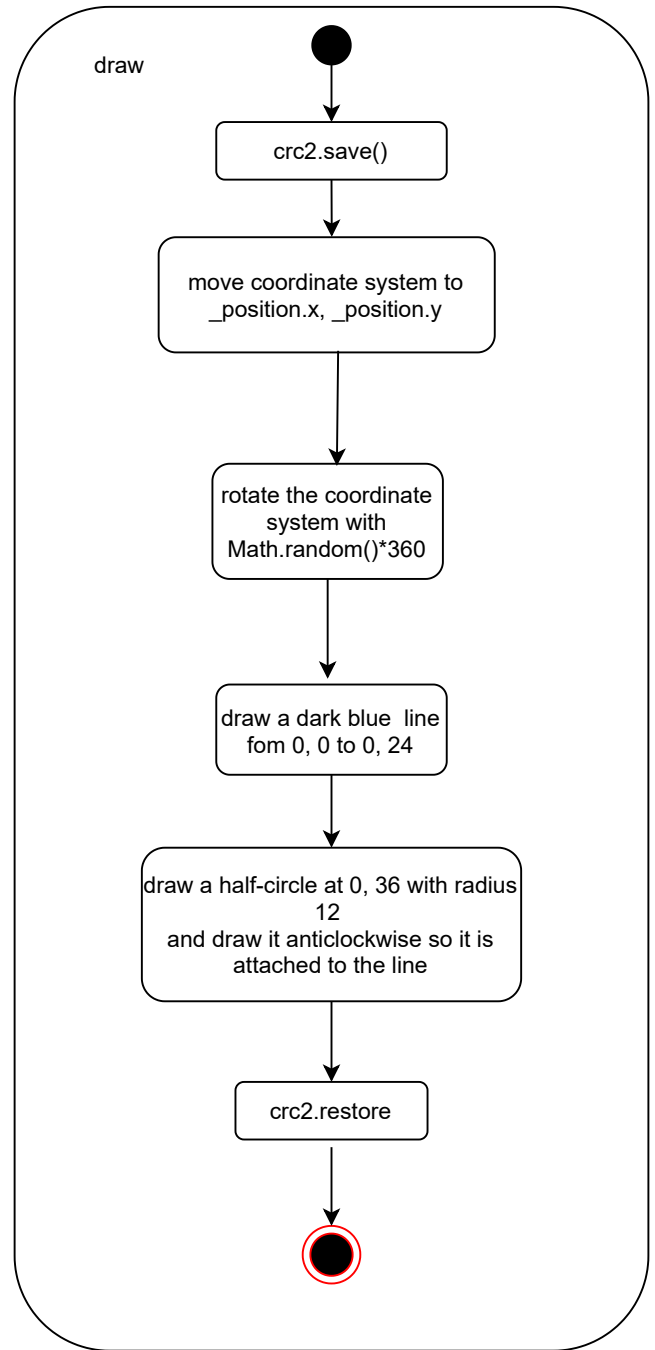 draw
crc2.save()
move coordinate system to
_position.x, _position.y
rotate the coordinate
system with
Math.random()*360
draw a dark blue  line
fom 0, 0 to 0, 24
draw a half-circle at 0, 36 with radius
12
and draw it anticlockwise so it is
attached to the line
crc2.restore